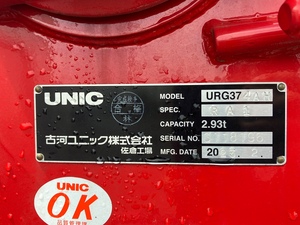 UNIC
MODEL URG37
SPEC.
CAPACITY 2.93t
SERIAL NO.
MFG. DATE 20
古河ユニック株式会社
佐倉工場
UNIC
OK